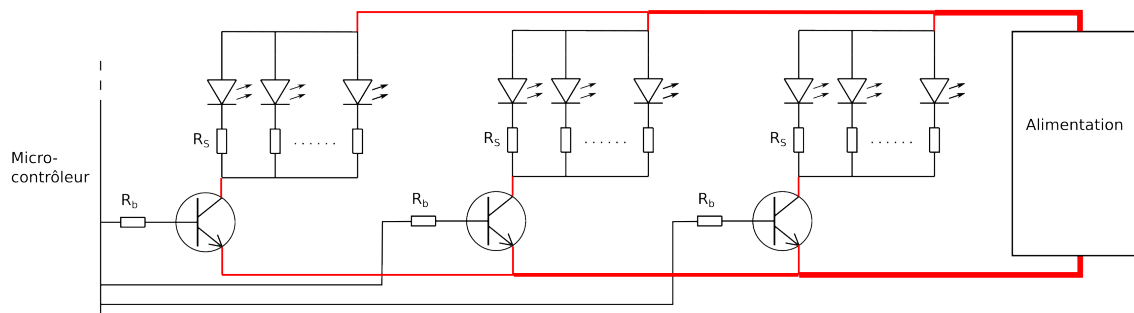 Micro-
contrôleur
R_b
R_S
. . . . . .
R_b
R_S
. . . . . .
R_b
R_S
. . . . . .
Alimentation